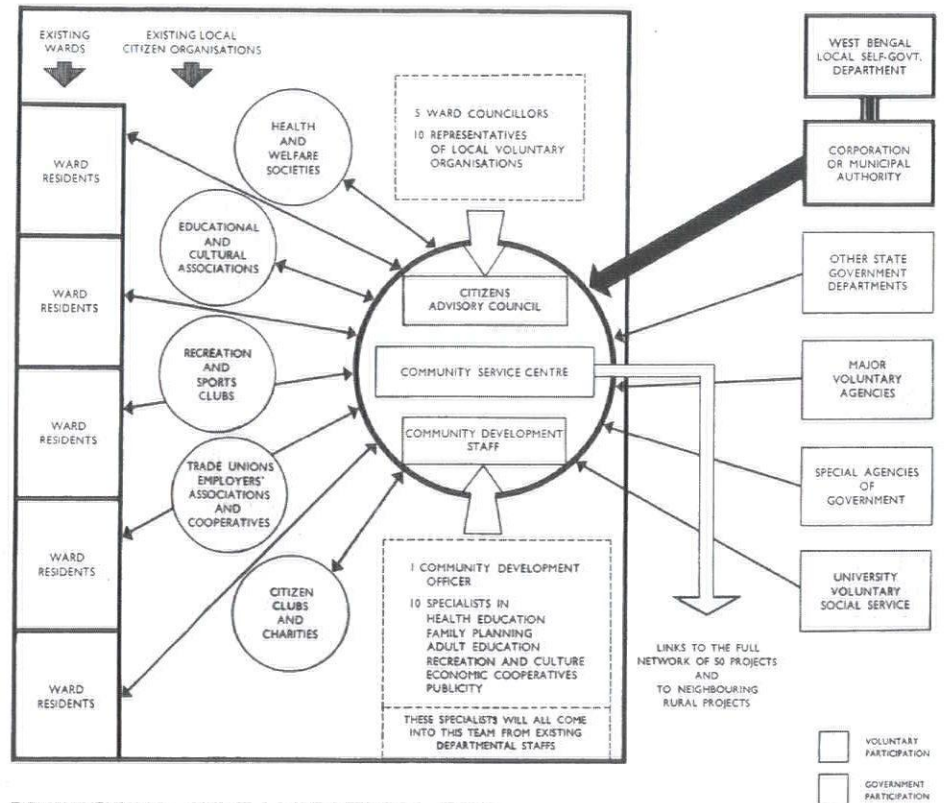 EXISTING
WARDS
EXISTING LOCAL
CITIZEN ORGANISATIONS
WARD
RESIDENTS
WARD
RESIDENTS
WARD
RESIDENTS
WARD
RESIDENTS
WARD
RESIDENTS
HEALTH
AND
WELFARE
SOCIETIES
EDUCATIONAL
AND
CULTURAL
ASSOCIATIONS
RECREATION
AND
SPORTS
CLUBS
TRADE UNIONS
EMPLOYERS'
ASSOCIATIONS
AND
COOPERATIVES
CITIZEN
CLUBS
AND
CHARITIES
5 WARD COUNCILLORS
10 REPRESENTATIVES
OF LOCAL VOLUNTARY
ORGANISATIONS
CITIZENS
ADVISORY COUNCIL
COMMUNITY SERVICE CENTRE
COMMUNITY DEVELOPMENT
STAFF
1 COMMUNITY DEVELOPMENT
OFFICER
10 SPECIALISTS IN
HEALTH EDUCATION
FAMILY PLANNING
ADULT EDUCATION
RECREATION AND CULTURE
ECONOMIC COOPERATIVES
PUBLICITY
THESE SPECIALISTS WILL ALL COME
INTO THIS TEAM FROM EXISTING
DEPARTMENTAL STAFFS
WEST BENGAL
LOCAL SELF-GOVT.
DEPARTMENT
CORPORATION
OR MUNICIPAL
AUTHORITY
OTHER STATE
GOVERNMENT
DEPARTMENTS
MAJOR
VOLUNTARY
AGENCIES
SPECIAL AGENCIES
OF
GOVERNMENT
UNIVERSITY
VOLUNTARY
SOCIAL SERVICE
LINKS TO THE FULL
NETWORK OF 50 PROJECTS
AND
TO NEIGHBOURING
RURAL PROJECTS
VOLUNTARY
PARTICIPATION
GOVERNMENT
PARTICIPATION